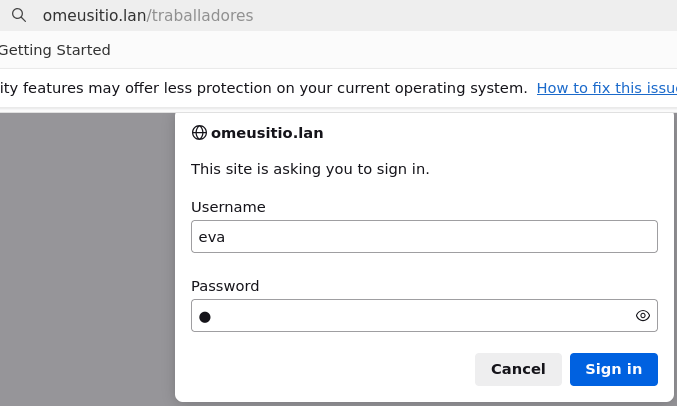 omeusitio.lan/traballadores
Getting Started
ity features may offer less protection on your current operating system. How to fix this issue
omeusitio.lan
This site is asking you to sign in.
Username
eva
Password
●
Cancel Sign in